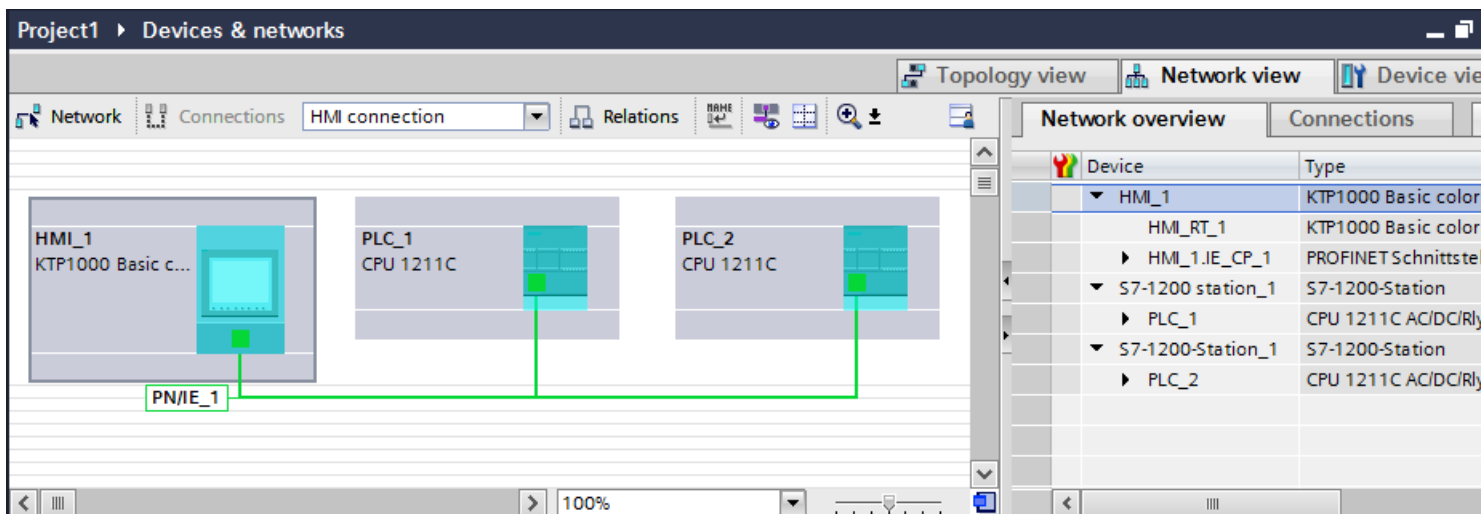 Project1 ▸ Devices & networks
Topology view Network view Device vie
Network Connections HMI connection Relations Network overview Connections
Device Type
HMI_1 KTP1000 Basic color
HMI_RT_1 KTP1000 Basic color
HMI_1.IE_CP_1 PROFINET Schnittstel
S7-1200 station_1 S7-1200-Station
PLC_1 CPU 1211C AC/DC/Rly
S7-1200-Station_1 S7-1200-Station
PLC_2 CPU 1211C AC/DC/Rly
HMI_1
KTP1000 Basic c...
PLC_1
CPU 1211C
PLC_2
CPU 1211C
PN/IE_1
100%